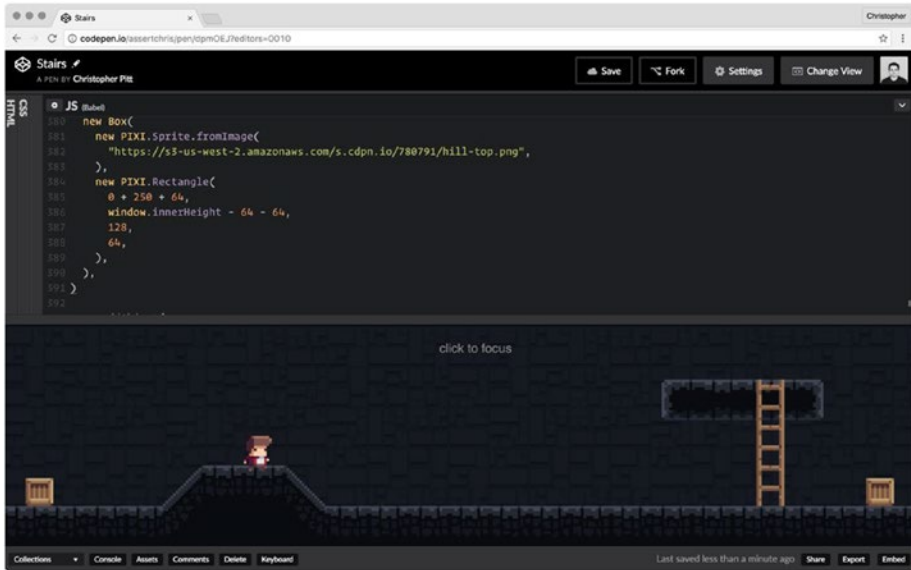 Stairs
Christopher
codepen.io/assertchris/pen/dpmOEJ?editors=0010
Stairs
A PEN BY Christopher Pitt
Save
Fork
Settings
Change View
HTML
CSS
JS (Babel)
380 new Box(
381 new PIXI.Sprite.fromImage(
382 "https://s3-us-west-2.amazonaws.com/s.cdpn.io/780791/hill-top.png",
383 ),
384 new PIXI.Rectangle(
385 0 + 250 + 64,
386 window.innerHeight - 64 - 64,
387 128,
388 64,
389 ),
390 ),
391 )
392
click to focus
Collections Console Assets Comments Delete Keyboard
Last saved less than a minute ago Share Export Embed